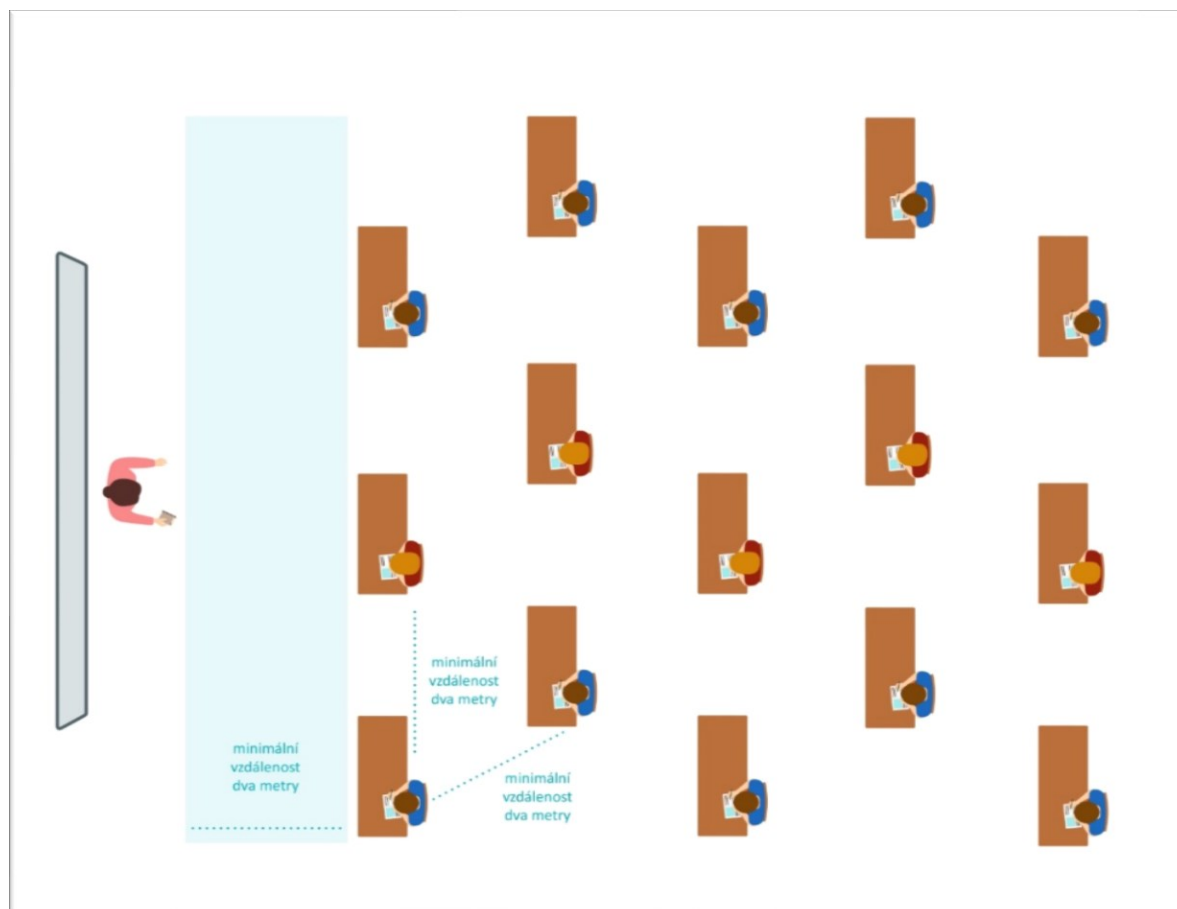 minimální
vzdálenost
dva metry
minimální
vzdálenost
dva metry
minimální
vzdálenost
dva metry